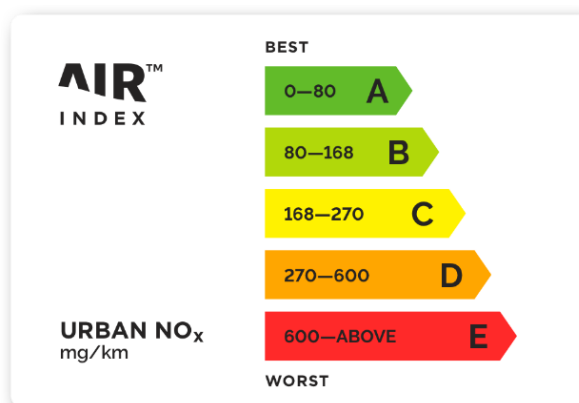 AIR™
INDEX
BEST
0—80 A
80—168 B
168—270 C
270—600 D
600—ABOVE E
WORST
URBAN NOx
mg/km